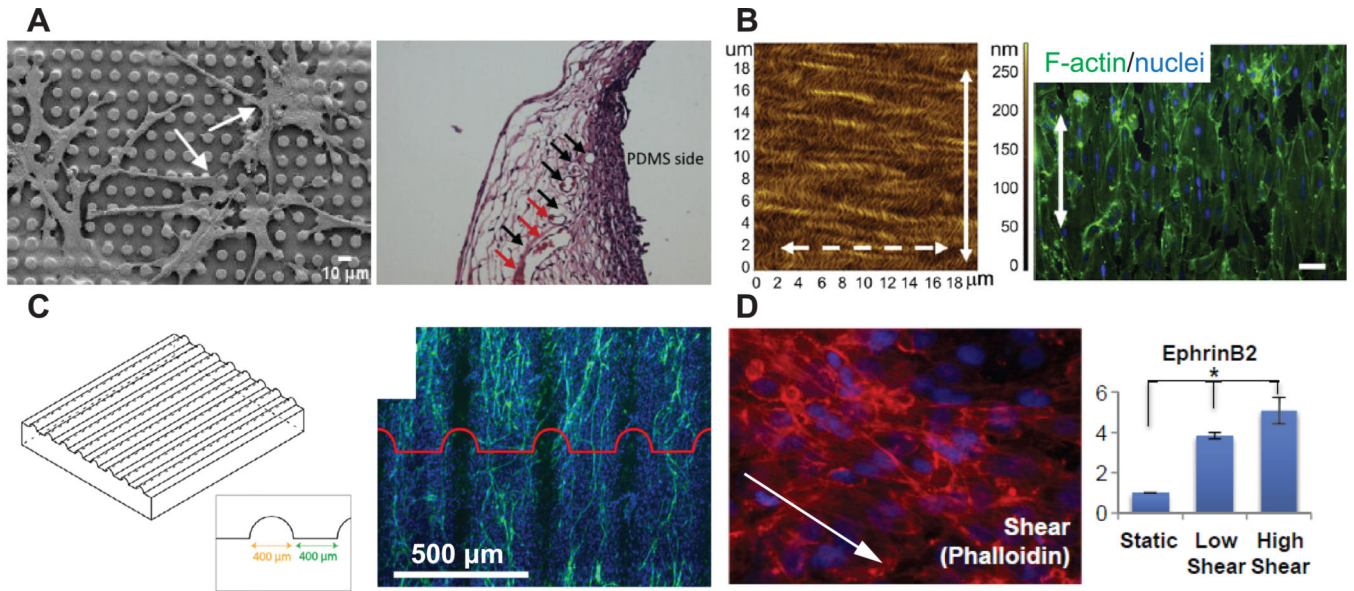 A
10 µm
PDMS side
B
um
18
16
14
12
10
8
6
4
2
0
0 2 4 6 8 10 12 14 16 18 µm
nm
250
200
150
100
50
0
F-actin/nuclei
C
400 µm 400 µm
500 µm
D
Shear
(Phalloidin)
EphrinB2
*
6
4
2
0
Static Low High
Shear Shear